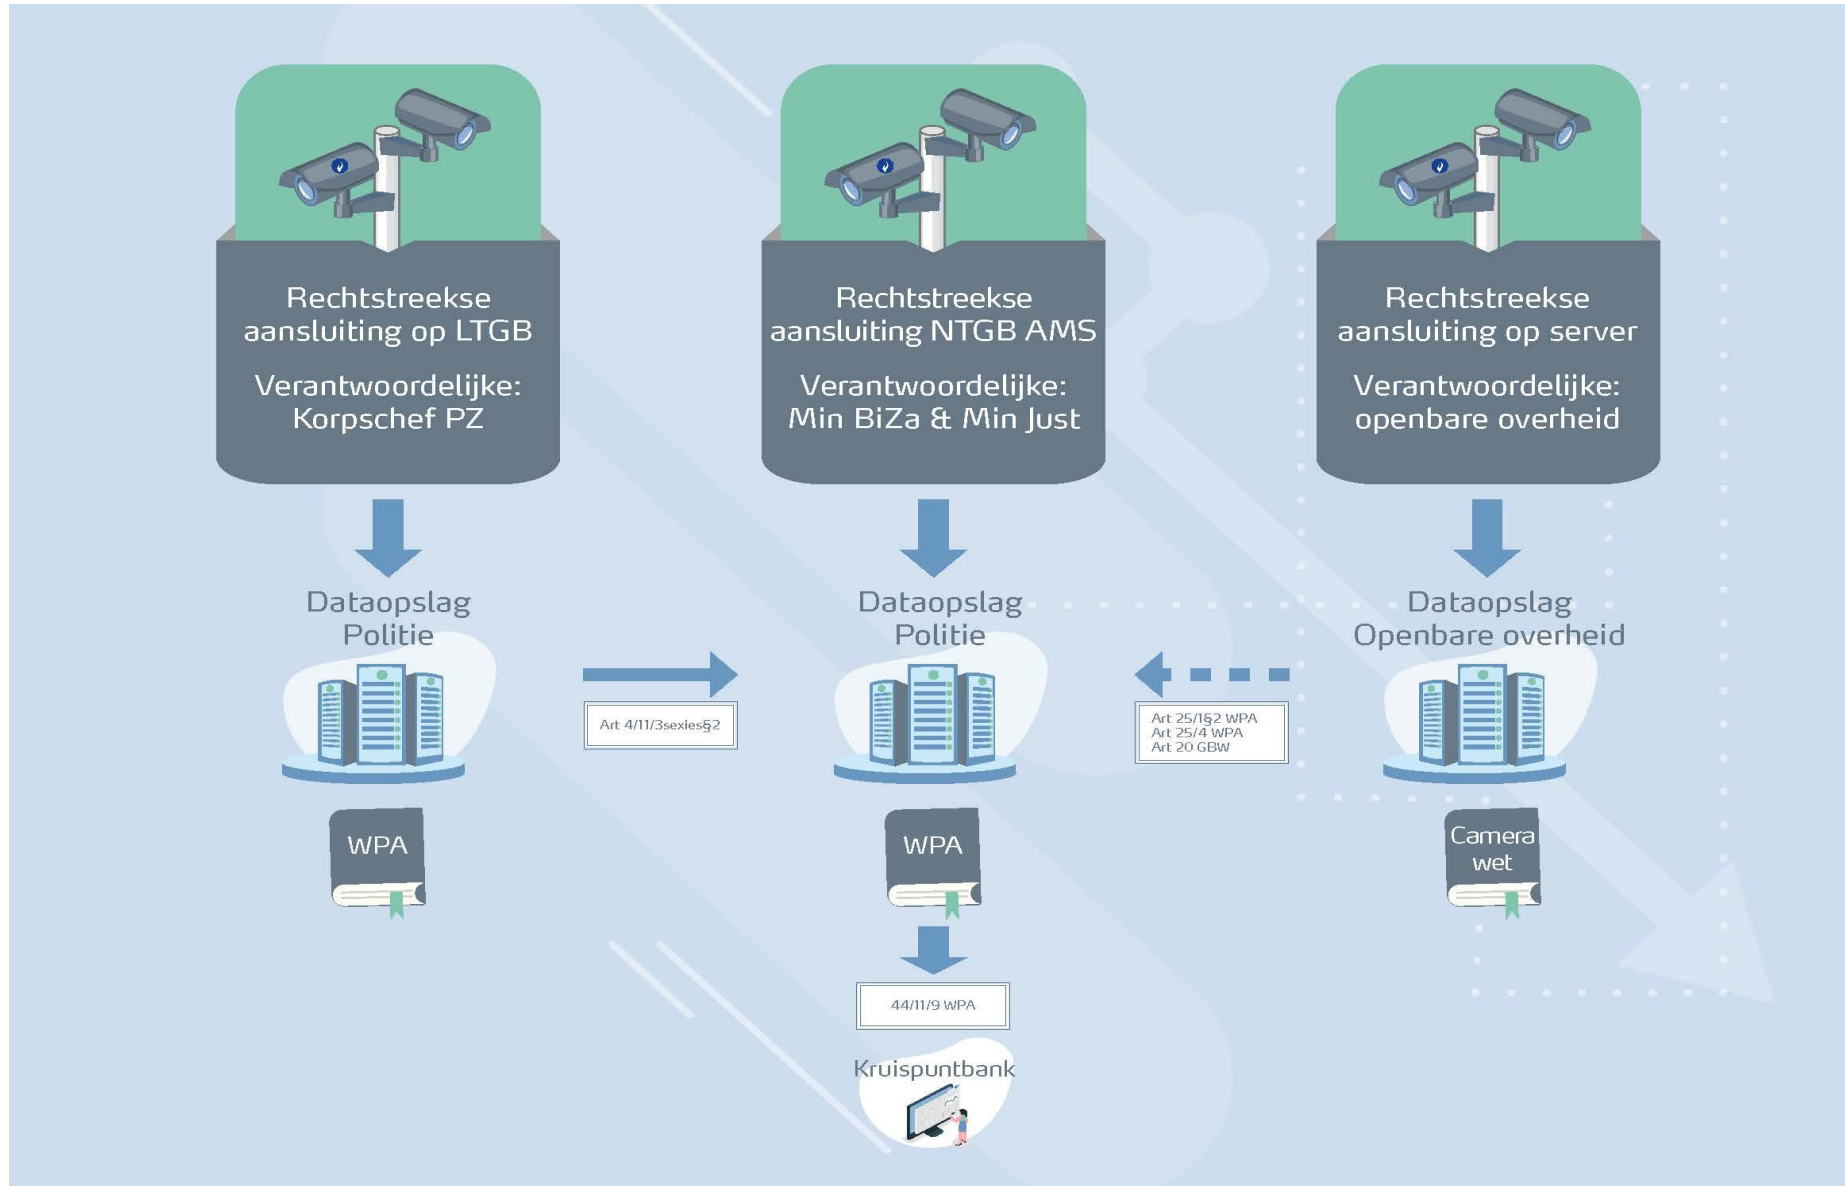 Rechtstreekse
aansluiting op LTGB
Verantwoordelijke:
Korpschef PZ
Rechtstreekse
aansluiting NTGB AMS
Verantwoordelijke:
Min BiZa & Min Just
Rechtstreekse
aansluiting op server
Verantwoordelijke:
openbare overheid
Dataopslag
Politie
Dataopslag
Politie
Dataopslag
Openbare overheid
Art 4/11/3sexies§2
Art 25/1§2 WPA
Art 25/4 WPA
Art 20 GBW
WPA
WPA
Camera
wet
44/11/9 WPA
Kruispuntbank